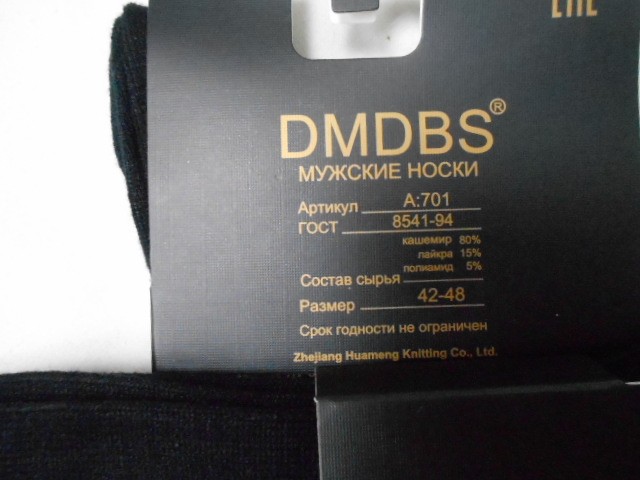 EAC
DMDBS®
МУЖСКИЕ НОСКИ
Артикул A:701
ГОСТ 8541-94
кашемир 80%
лайкра 15%
полиамид 5%
Состав сырья
Размер 42-48
Срок годности не ограничен
Zhejiang Huameng Knitting Co., Ltd.